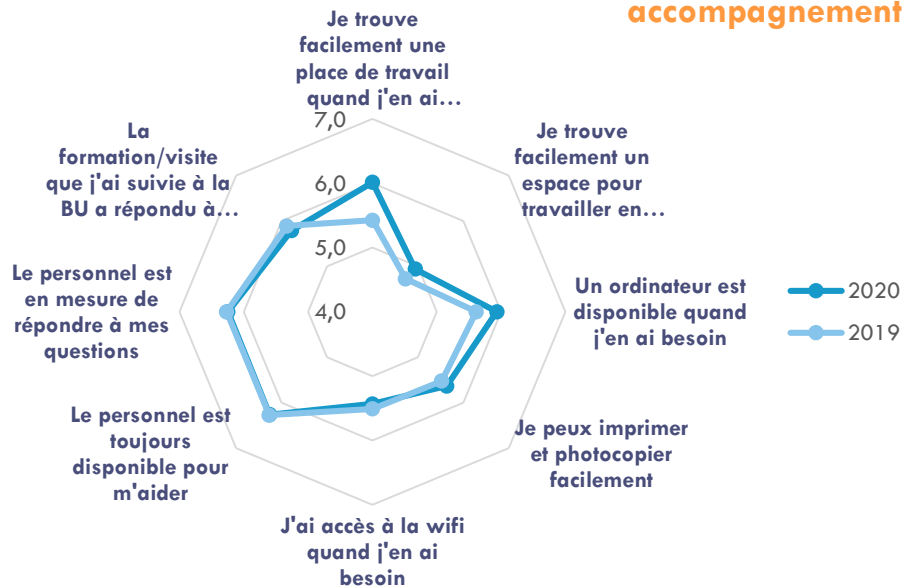 accompagnement
Je trouve
facilement une
place de travail
quand j'en ai…
7,0
6,0
5,0
4,0
Je trouve
facilement un
espace pour
travailler en…
Un ordinateur est
disponible quand
j'en ai besoin
Je peux imprimer
et photocopier
facilement
J'ai accès à la wifi
quand j'en ai
besoin
Le personnel est
toujours
disponible pour
m'aider
Le personnel est
en mesure de
répondre à mes
questions
La
formation/visite
que j'ai suivie à la
BU a répondu à…
2020
2019